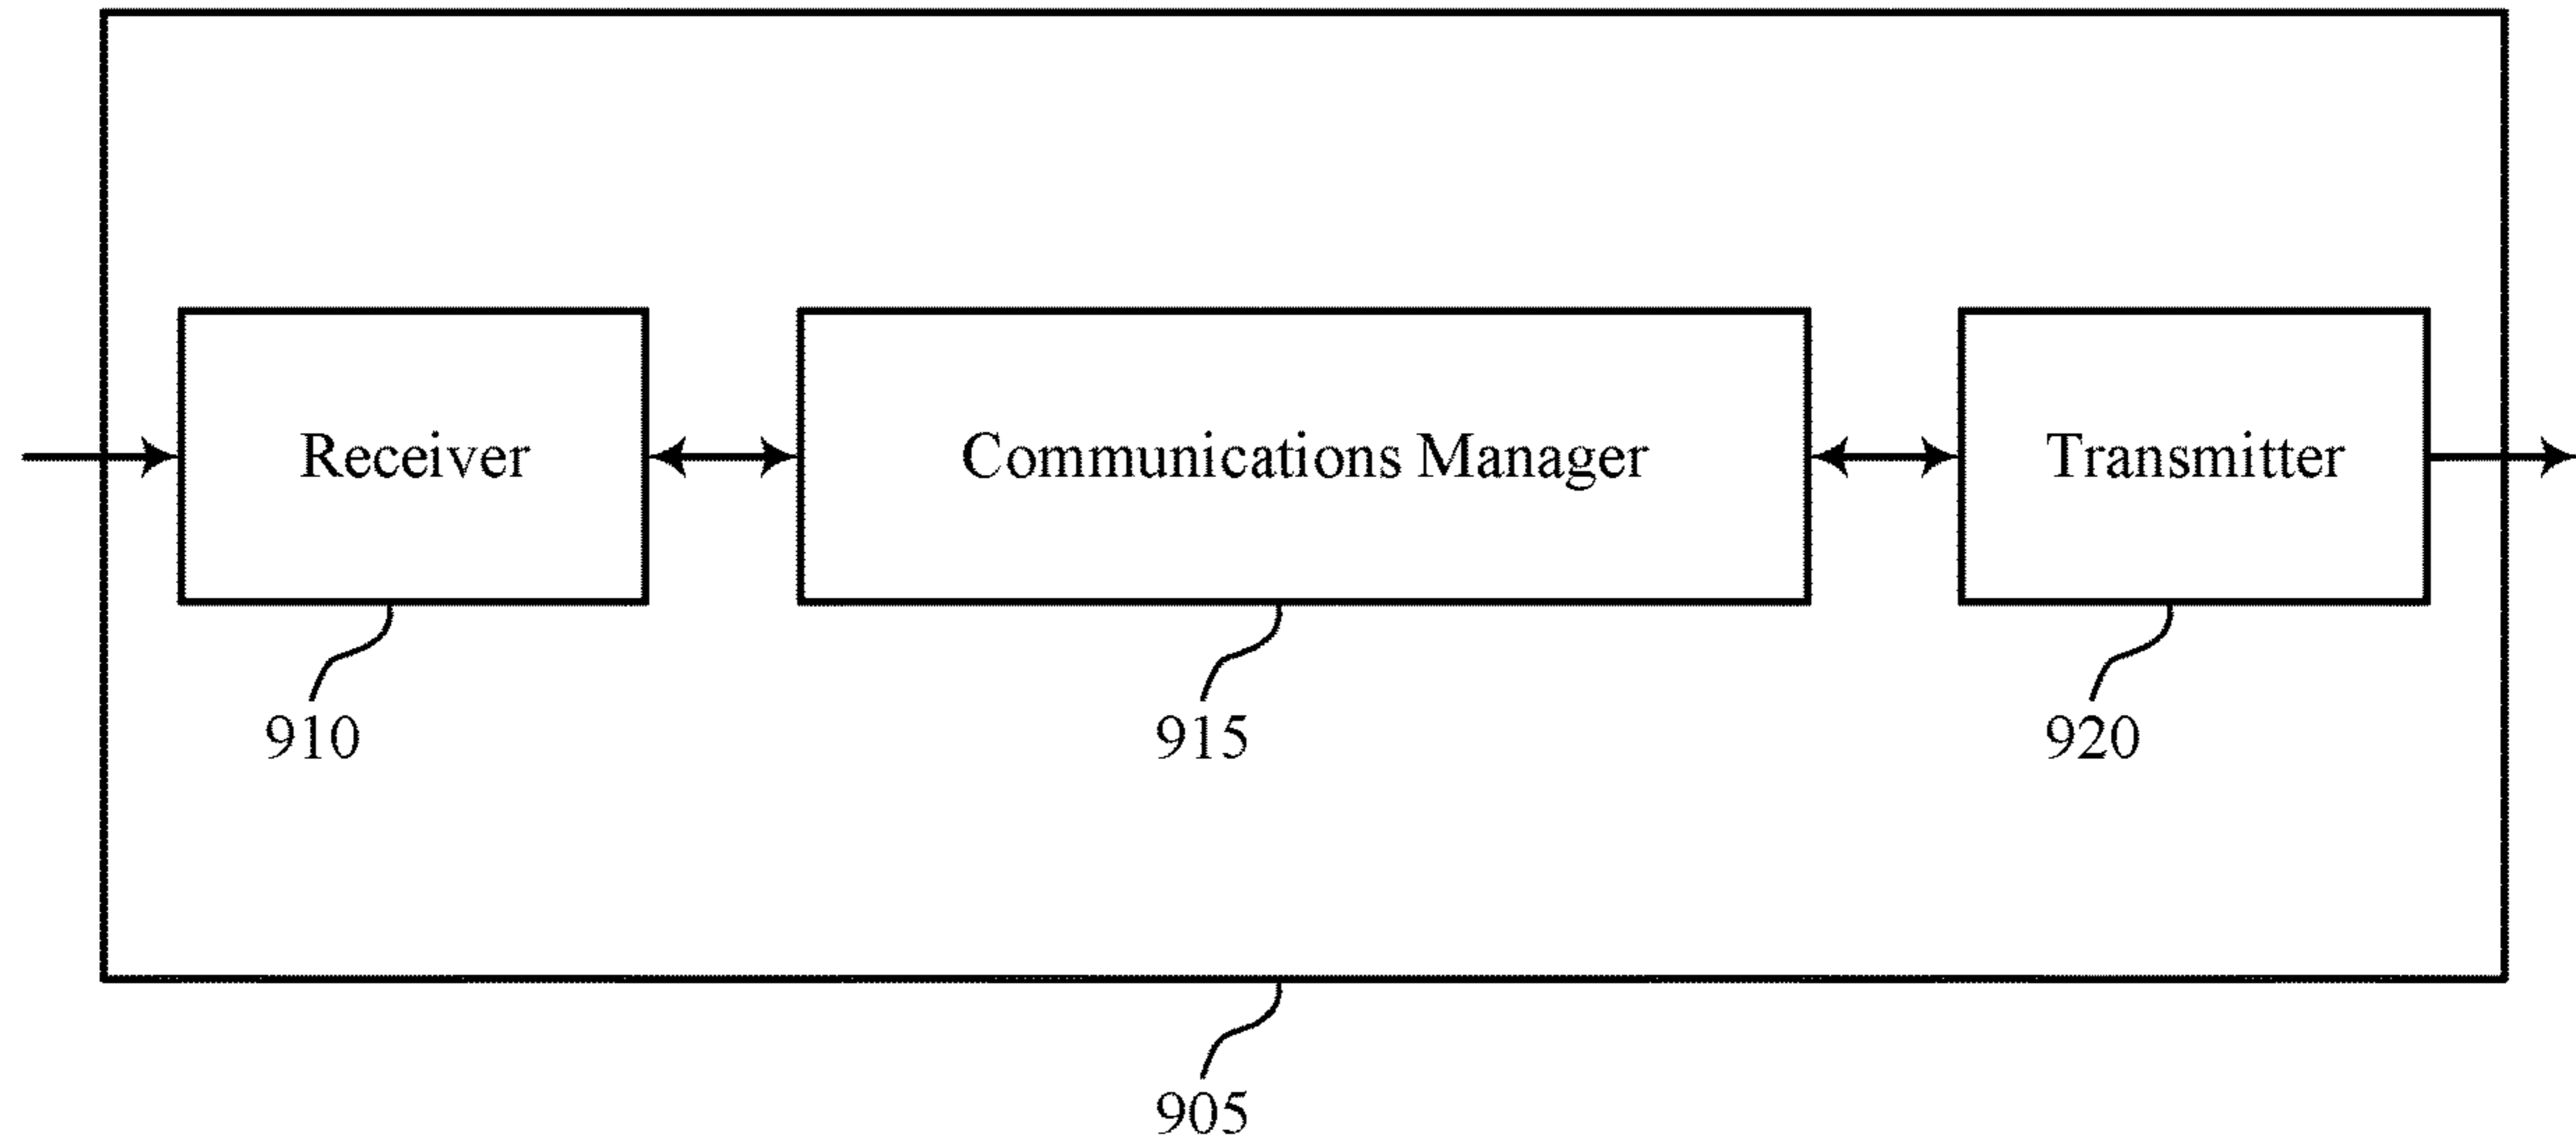 Receiver
Communications Manager
Transmitter
910
915
920
905